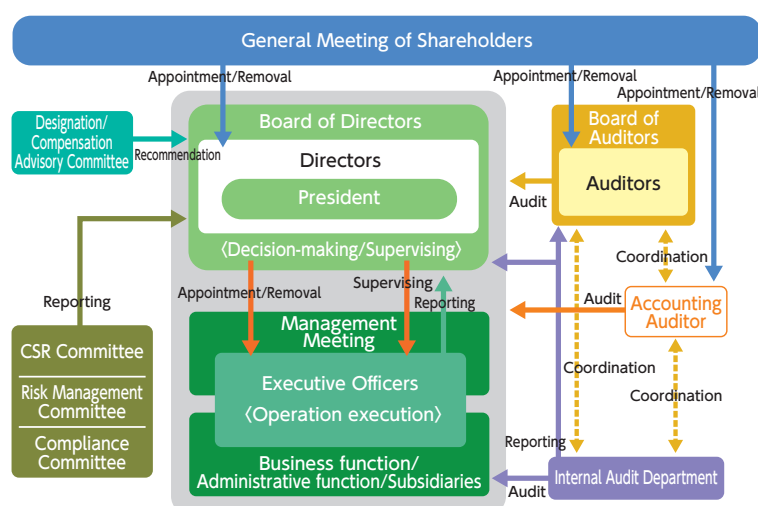 General Meeting of Shareholders
Appointment/Removal
Appointment/Removal
Appointment/Removal
Designation/
Compensation
Advisory Committee
Recommendation
Board of Directors
Directors
President
〈Decision-making/Supervising〉
Board of
Auditors
Auditors
Audit
Coordination
Reporting
Appointment/Removal
Supervising
Reporting
Audit
Accounting
Auditor
CSR Committee
Risk Management
Committee
Compliance
Committee
Management
Meeting
Executive Officers
〈Operation execution〉
Coordination
Coordination
Business function/
Administrative function/Subsidiaries
Reporting
Audit
Internal Audit Department